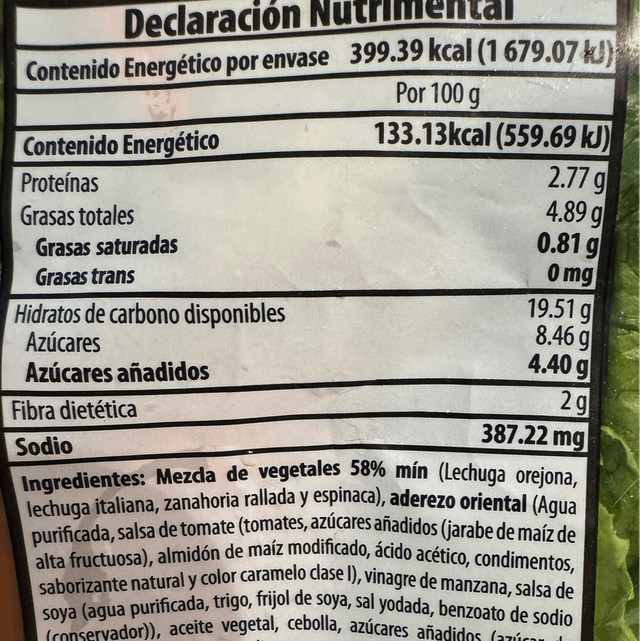 Declaración Nutrimental
Contenido Energético por envase 399.39 kcal (1 679.07 kJ)
Por 100 g
Contenido Energético 133.13kcal (559.69 kJ)
Proteínas 2.77 g
Grasas totales 4.89 g
Grasas saturadas 0.81 g
Grasas trans 0 mg
Hidratos de carbono disponibles 19.51 g
Azúcares 8.46 g
Azúcares añadidos 4.40 g
Fibra dietética 2 g
Sodio 387.22 mg
Ingredientes: Mezcla de vegetales 58% mín (Lechuga orejona,
lechuga italiana, zanahoria rallada y espinaca), aderezo oriental (Agua
purificada, salsa de tomate (tomates, azúcares añadidos (jarabe de maíz de
alta fructuosa), almidón de maíz modificado, ácido acético, condimentos,
saborizante natural y color caramelo clase I), vinagre de manzana, salsa de
soya (agua purificada, trigo, frijol de soya, sal yodada, benzoato de sodio
(conservador)), aceite vegetal, cebolla, azúcares añadidos